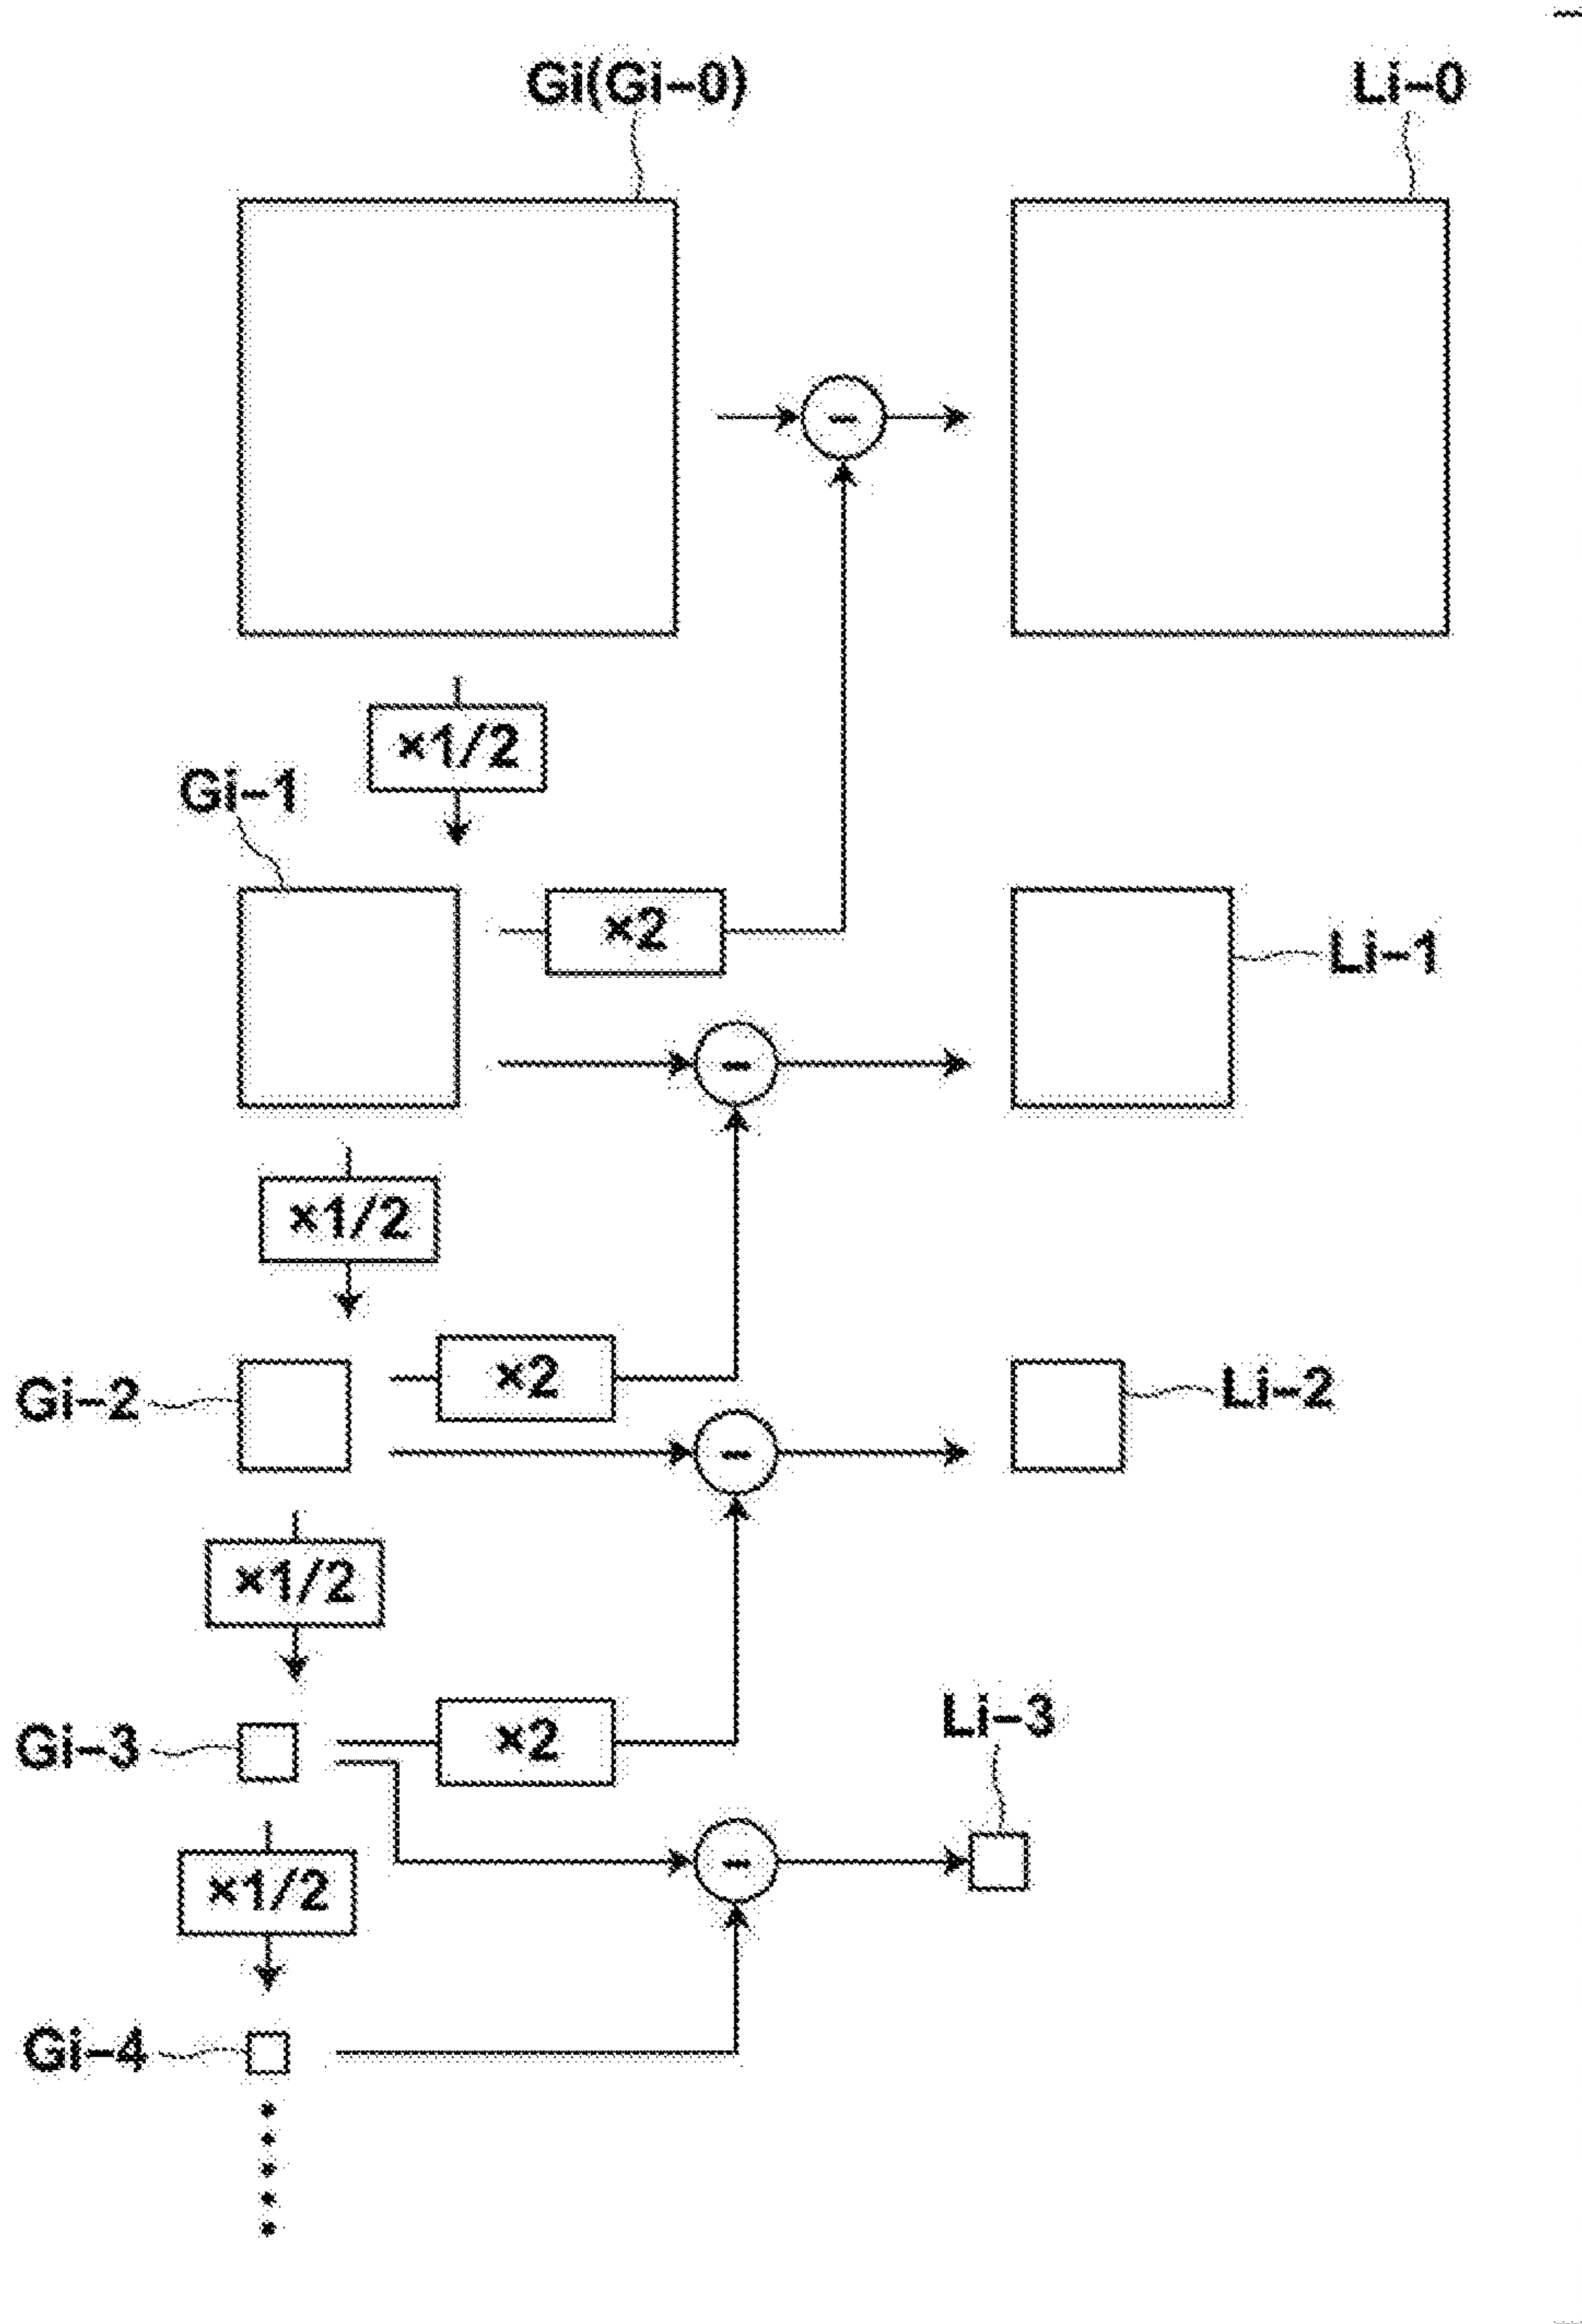 Gi(Gi-0)
Li-0
×1/2
Gi-1
×2
Li-1
-
-
×1/2
×2
Gi-2
Li-2
-
×1/2
Gi-3
×2
Li-3
×1/2
-
Gi-4